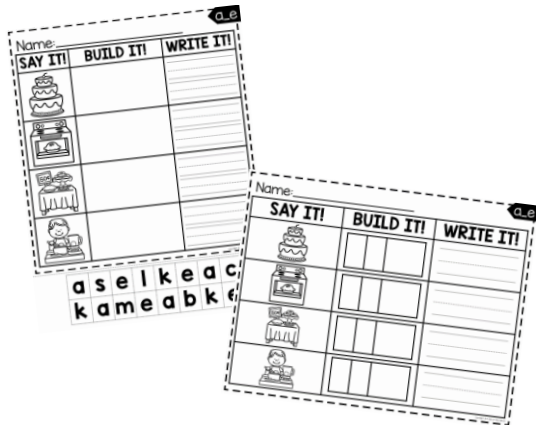 a_e
Name:
SAY IT! BUILD IT! WRITE IT!
a s e l k e a c
k a m e a b k e
Name:
a_e
SAY IT! BUILD IT! WRITE IT!